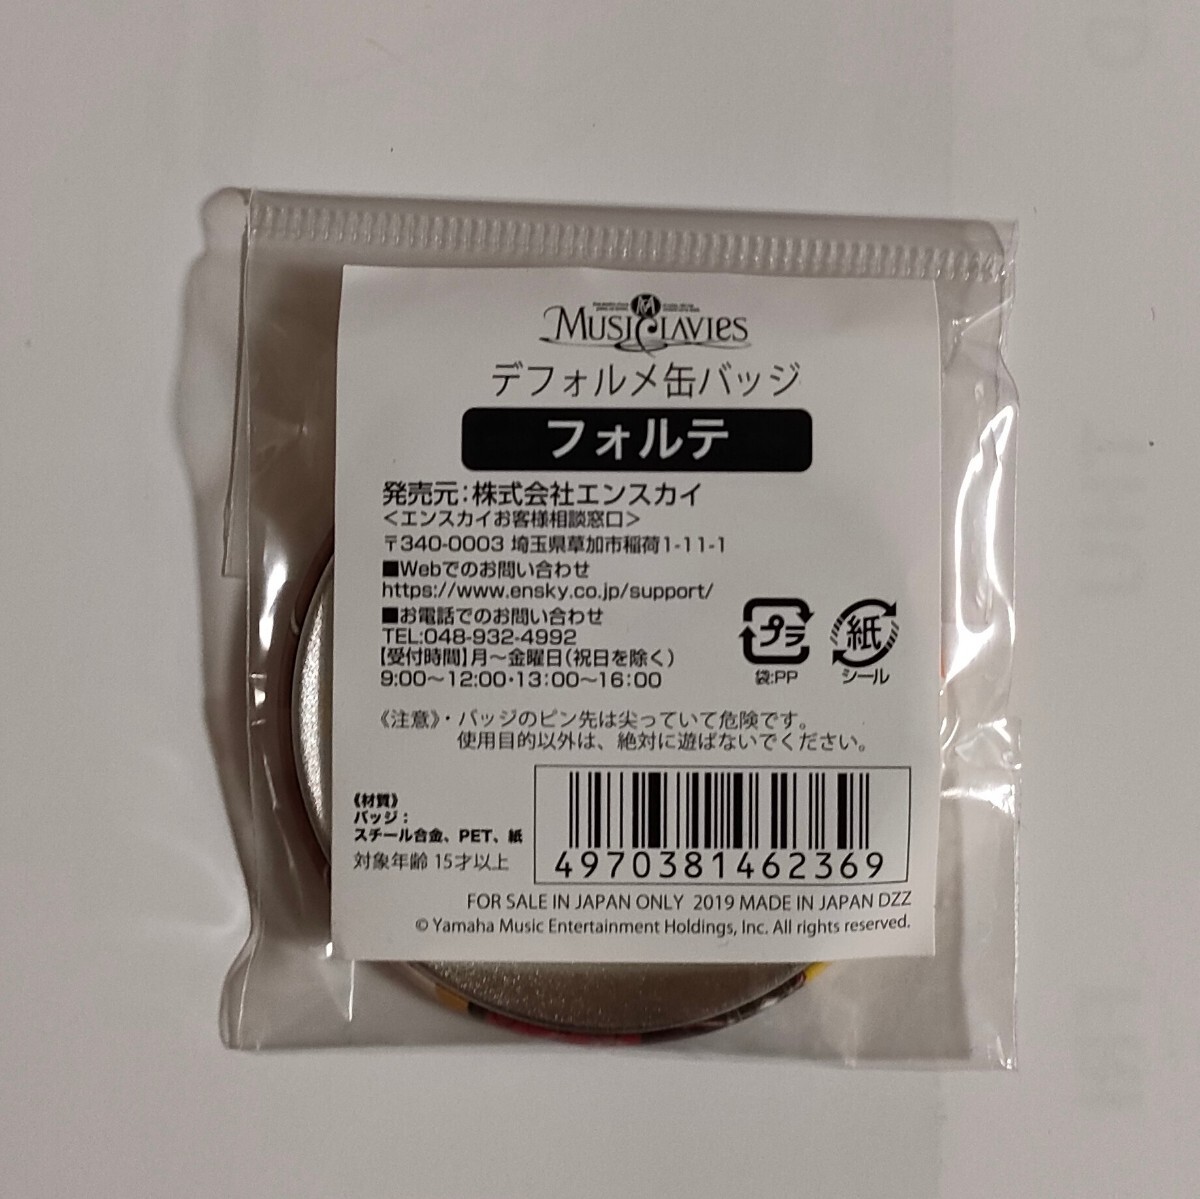 MusiClavies
デフォルメ缶バッジ
フォルテ
発売元:株式会社エンスカイ
<エンスカイお客様相談窓口>
〒340-0003 埼玉県草加市稲荷1-11-1
■Webでのお問い合わせ
https://www.ensky.co.jp/support/
■お電話でのお問い合わせ
TEL:048-932-4992
【受付時間】月〜金曜日(祝日を除く)
9:00〜12:00・13:00〜16:00
プラ
袋:PP
紙
シール
《注意》・バッジのピン先は尖っていて危険です。
使用目的以外は、絶対に遊ばないでください。
《材質》
バッジ:
スチール合金、PET、紙
対象年齢 15才以上
4970381462369
FOR SALE IN JAPAN ONLY 2019 MADE IN JAPAN DZZ
© Yamaha Music Entertainment Holdings, Inc. All rights reserved.